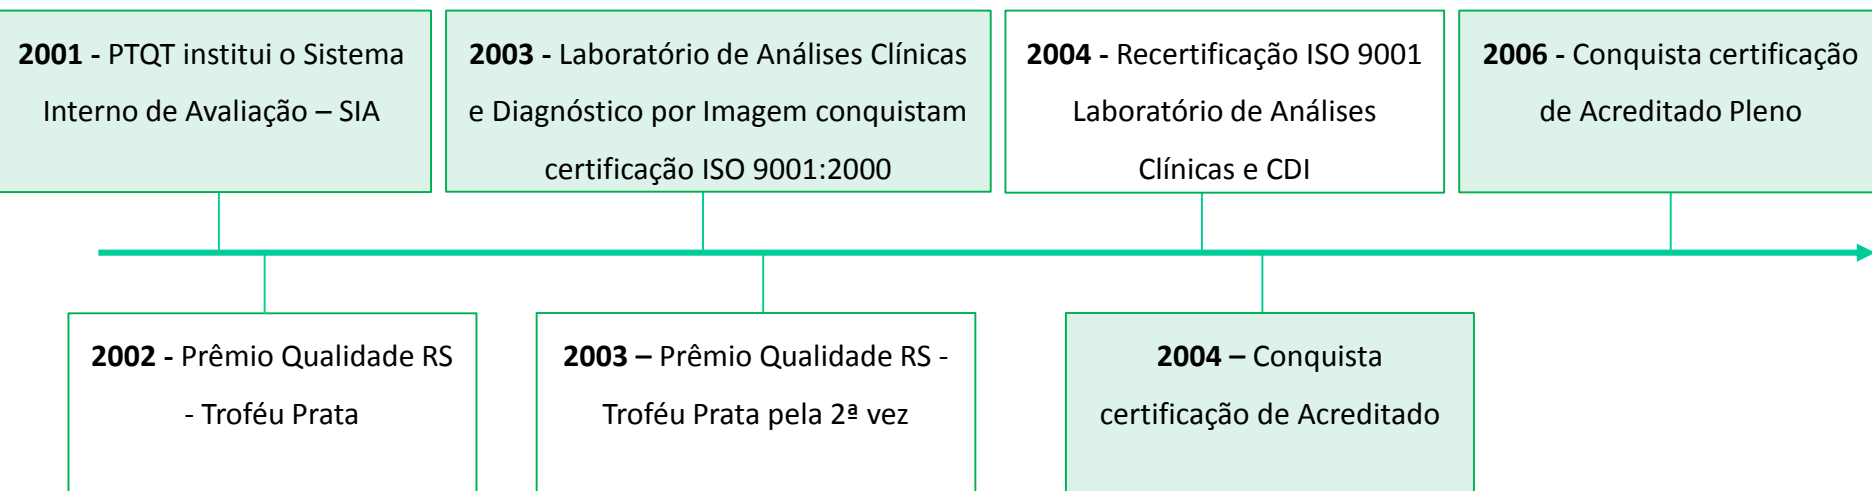 2001 - PTQT institui o Sistema
Interno de Avaliação – SIA
2003 - Laboratório de Análises Clínicas
e Diagnóstico por Imagem conquistam
certificação ISO 9001:2000
2004 - Recertificação ISO 9001
Laboratório de Análises
Clínicas e CDI
2006 - Conquista certificação
de Acreditado Pleno
2002 - Prêmio Qualidade RS
- Troféu Prata
2003 – Prêmio Qualidade RS -
Troféu Prata pela 2ª vez
2004 – Conquista
certificação de Acreditado